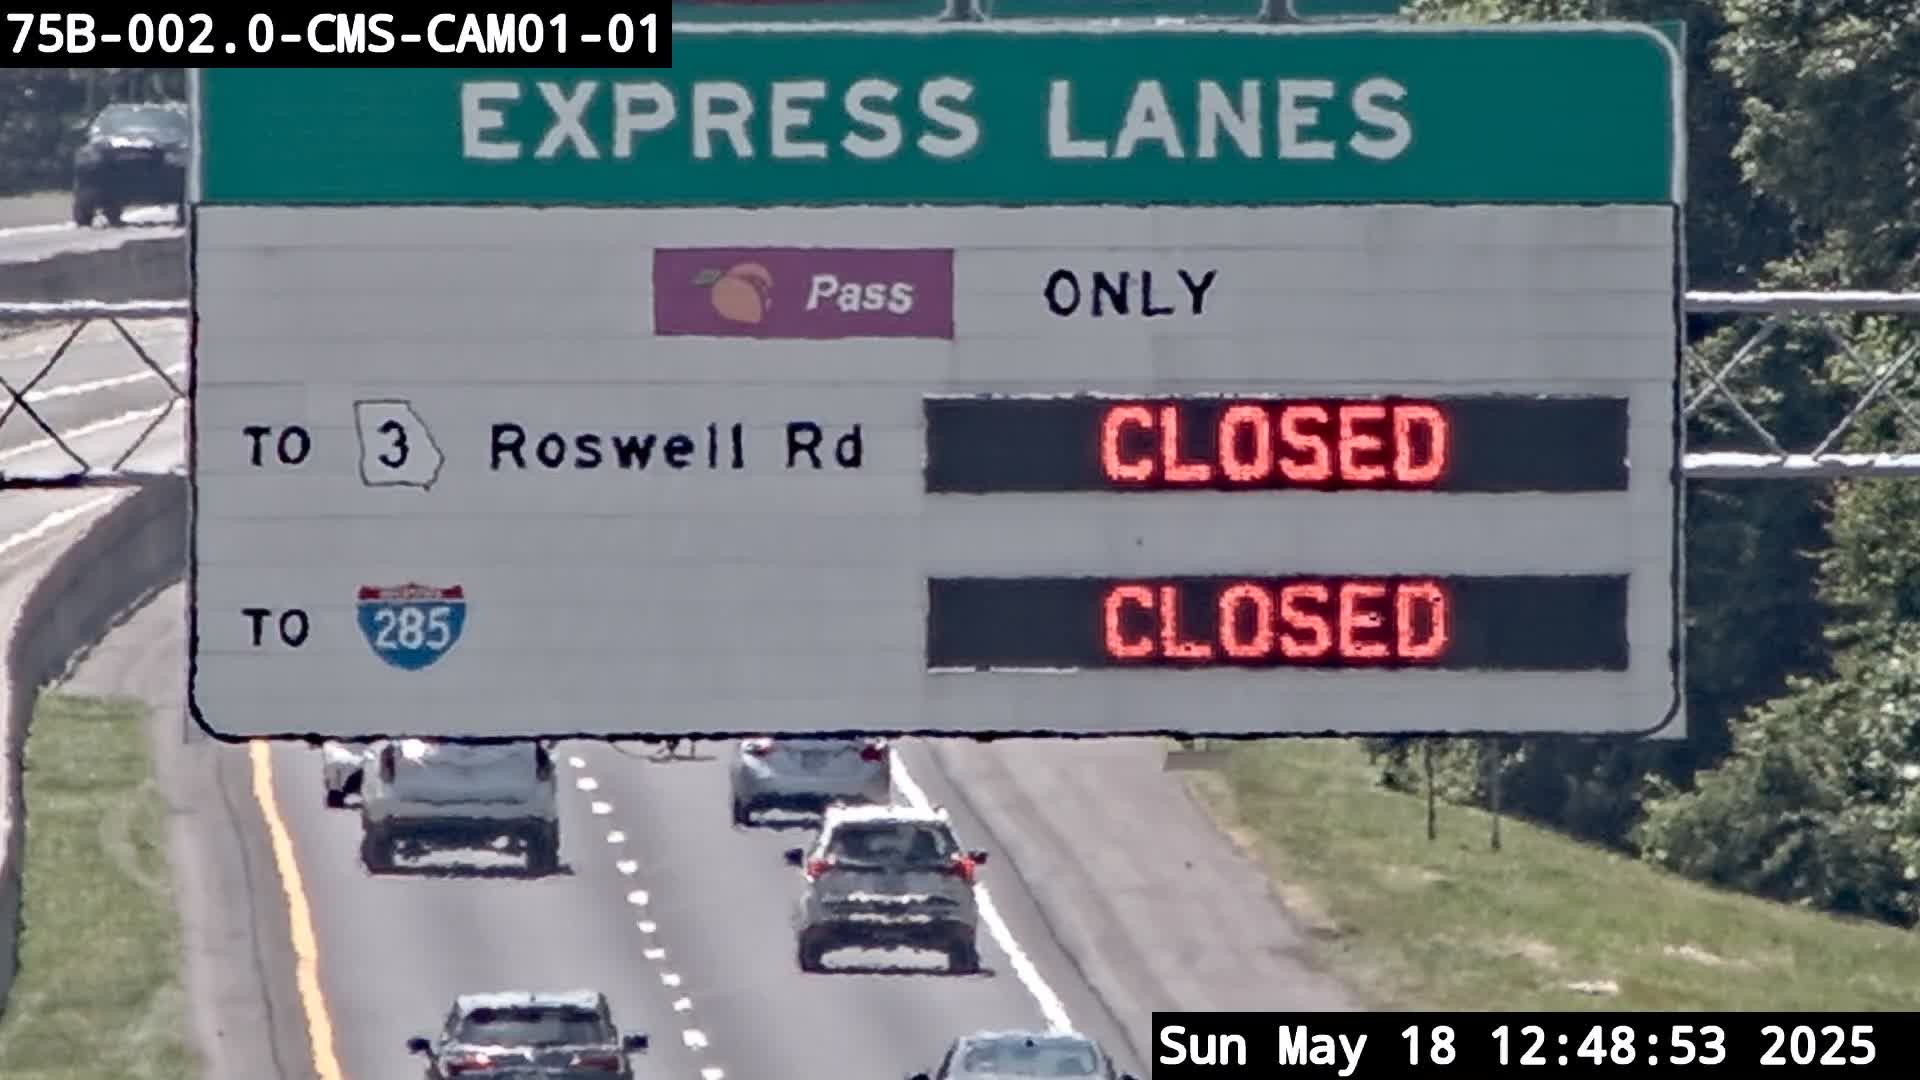 75B-002.0-CMS-CAM01-01
EXPRESS LANES
Pass ONLY
TO 3 Roswell Rd CLOSED
TO 285 CLOSED
Sun May 18 12:48:53 2025